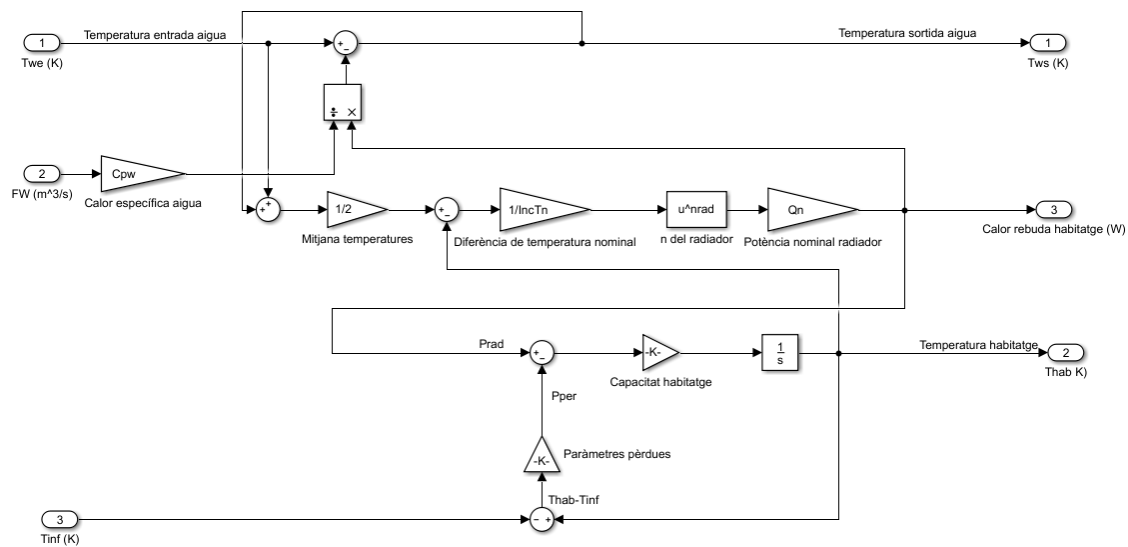 Temperatura entrada aigua
Temperatura sortida aigua
1
+
−
1
Twe (K)
Tws (K)
÷ ×
2
Cpw
FW (m^3/s)
Calor específica aigua
+
+
1/2
+
−
1/IncTn
u^nrad
Qn
3
Mitjana temperatures
Diferència de temperatura nominal
n del radiador
Potència nominal radiador
Calor rebuda habitatge (W)
Prad
+
−
-K-
1
s
Temperatura habitatge
2
Capacitat habitatge
Thab K)
Pper
-K-
Paràmetres pèrdues
Thab-Tinf
3
− +
Tinf (K)